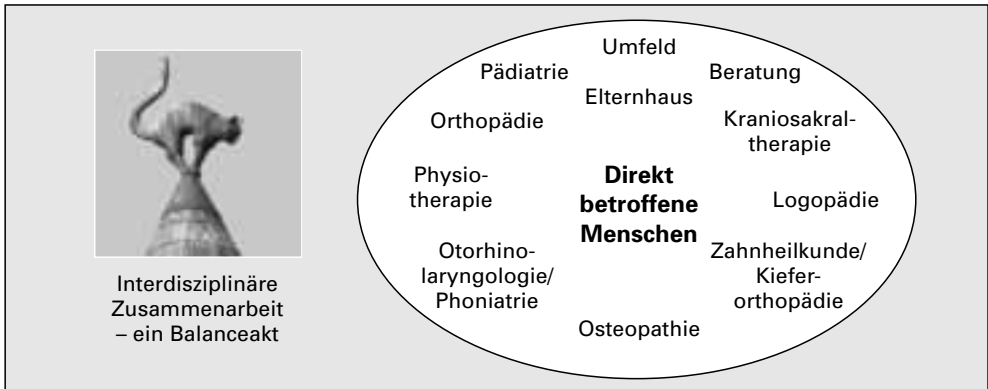 Interdisziplinäre
Zusammenarbeit
– ein Balanceakt
Umfeld
Pädiatrie
Beratung
Elternhaus
Orthopädie
Kraniosakral-
therapie
Physio-
therapie
Direkt
betroffene
Menschen
Logopädie
Otorhino-
laryngologie/
Phoniatrie
Zahnheilkunde/
Kiefer-
orthopädie
Osteopathie